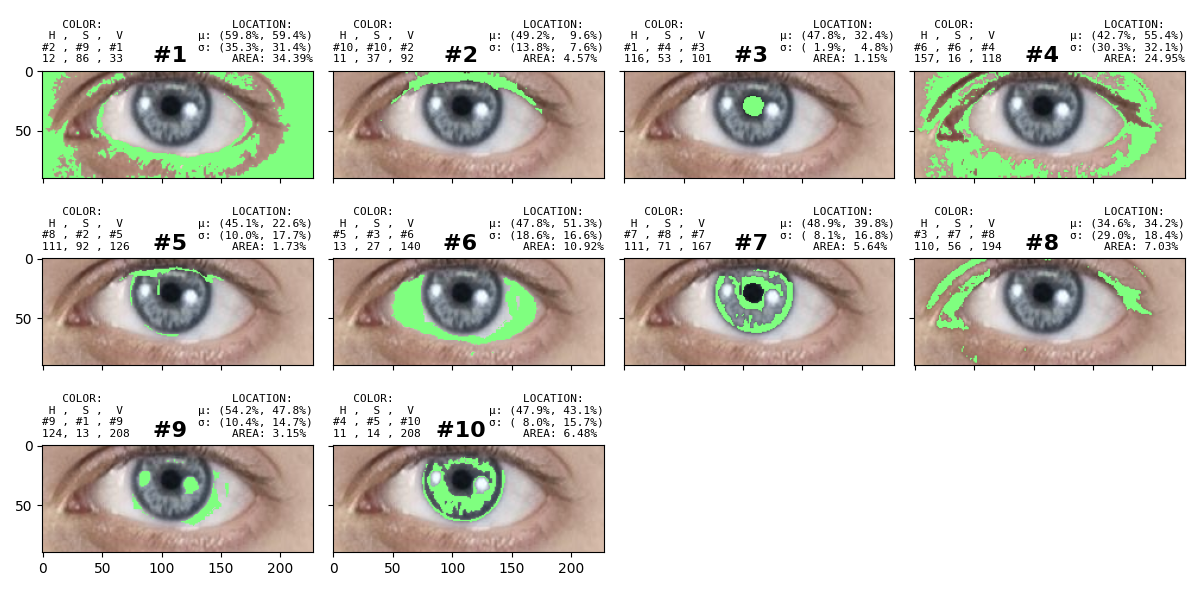 COLOR: LOCATION:
H , S , V μ: (59.8%, 59.4%)
#2 , #9 , #1 σ: (35.3%, 31.4%)
12 , 86 , 33 #1 AREA: 34.39%
COLOR: LOCATION:
H , S , V μ: (49.2%, 9.6%)
#10, #10, #2 σ: (13.8%, 7.6%)
11 , 37 , 92 #2 AREA: 4.57%
COLOR: LOCATION:
H , S , V μ: (47.8%, 32.4%)
#1 , #4 , #3 σ: ( 1.9%, 4.8%)
116, 53 , 101 #3 AREA: 1.15%
COLOR: LOCATION:
H , S , V μ: (42.7%, 55.4%)
#6 , #6 , #4 σ: (30.3%, 32.1%)
157, 16 , 118 #4 AREA: 24.95%
0
50
COLOR: LOCATION:
H , S , V μ: (45.1%, 22.6%)
#8 , #2 , #5 σ: (10.0%, 17.7%)
111, 92 , 126 #5 AREA: 1.73%
COLOR: LOCATION:
H , S , V μ: (47.8%, 51.3%)
#5 , #3 , #6 σ: (18.6%, 16.6%)
13 , 27 , 140 #6 AREA: 10.92%
COLOR: LOCATION:
H , S , V μ: (48.9%, 39.8%)
#7 , #8 , #7 σ: ( 8.1%, 16.8%)
111, 71 , 167 #7 AREA: 5.64%
COLOR: LOCATION:
H , S , V μ: (34.6%, 34.2%)
#3 , #7 , #8 σ: (29.0%, 18.4%)
110, 56 , 194 #8 AREA: 7.03%
0
50
COLOR: LOCATION:
H , S , V μ: (54.2%, 47.8%)
#9 , #1 , #9 σ: (10.4%, 14.7%)
124, 13 , 208 #9 AREA: 3.15%
COLOR: LOCATION:
H , S , V μ: (47.9%, 43.1%)
#4 , #5 , #10 σ: ( 8.0%, 15.7%)
11 , 14 , 208 #10 AREA: 6.48%
0
50
0 50 100 150 200
0 50 100 150 200